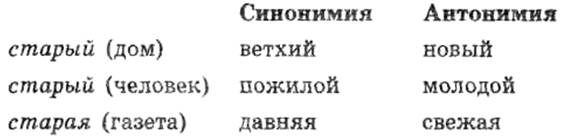 Синонимия Антонимия
старый (дом) ветхий новый
старый (человек) пожилой молодой
старая (газета) давняя свежая